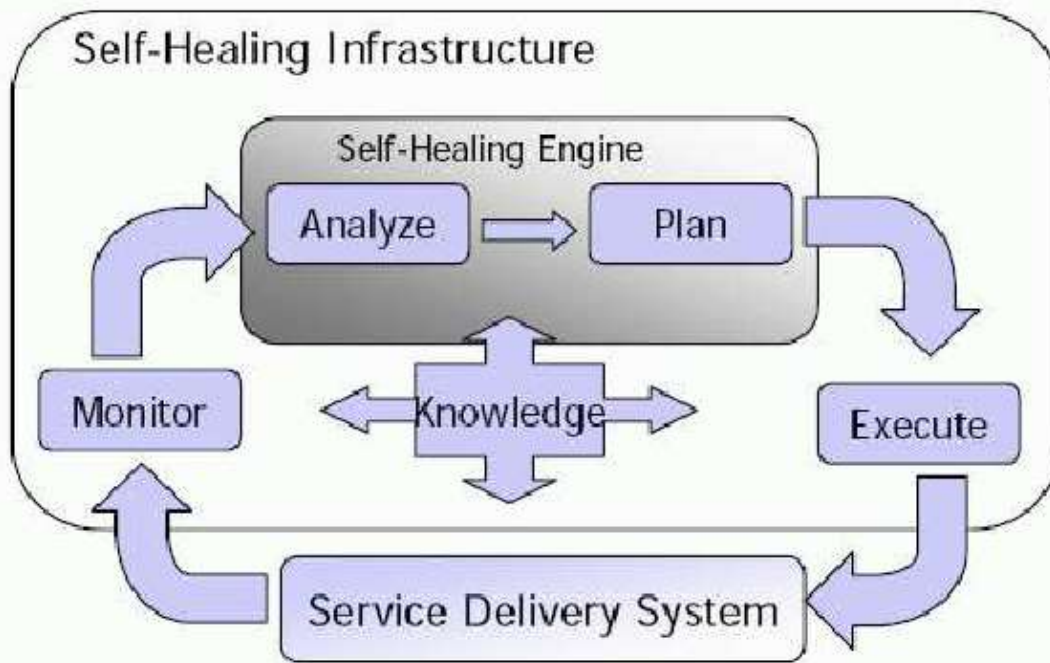 Self-Healing Infrastructure
Self-Healing Engine
Analyze
Plan
Monitor
Knowledge
Execute
Service Delivery System